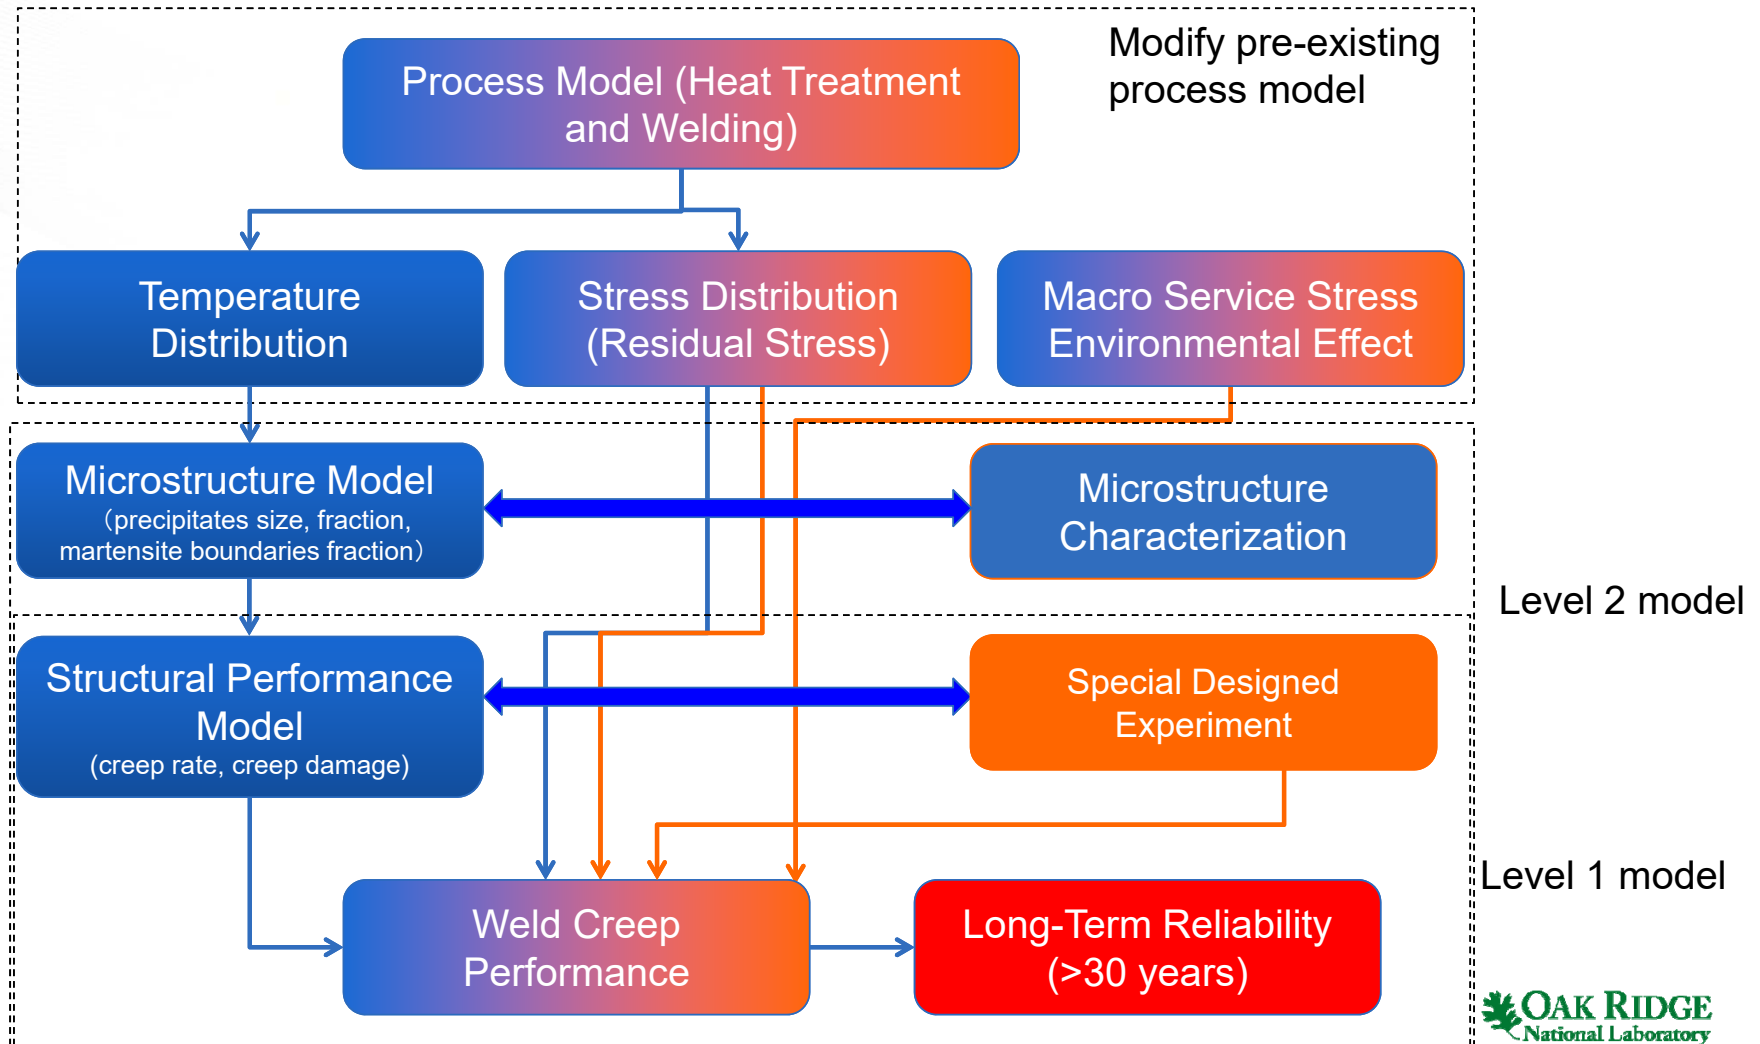 Modify pre-existing
process model
Process Model (Heat Treatment
and Welding)
Temperature
Distribution
Stress Distribution
(Residual Stress)
Macro Service Stress
Environmental Effect
Microstructure Model
（precipitates size, fraction,
martensite boundaries fraction）
Microstructure
Characterization
Level 2 model
Structural Performance
Model
(creep rate, creep damage)
Special Designed
Experiment
Level 1 model
Weld Creep
Performance
Long-Term Reliability
(>30 years)
OAK RIDGE
National Laboratory